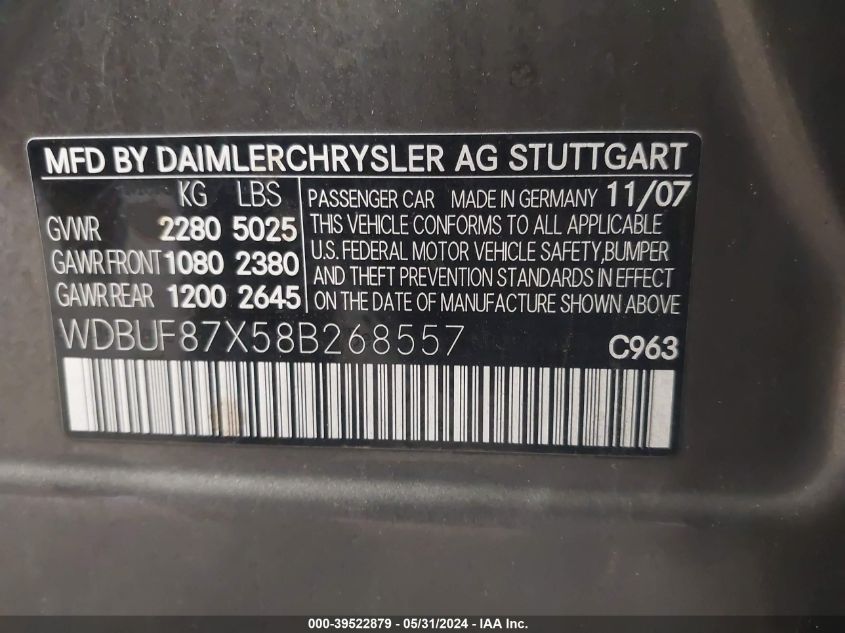 MFD BY DAIMLERCHRYSLER AG STUTTGART
KG LBS
GVWR 2280 5025
GAWR FRONT 1080 2380
GAWR REAR 1200 2645
PASSENGER CAR MADE IN GERMANY 11/07
THIS VEHICLE CONFORMS TO ALL APPLICABLE
U.S. FEDERAL MOTOR VEHICLE SAFETY,BUMPER
AND THEFT PREVENTION STANDARDS IN EFFECT
ON THE DATE OF MANUFACTURE SHOWN ABOVE
WDBUF87X58B268557
C963
000-39522879 - 05/31/2024 - IAA Inc.